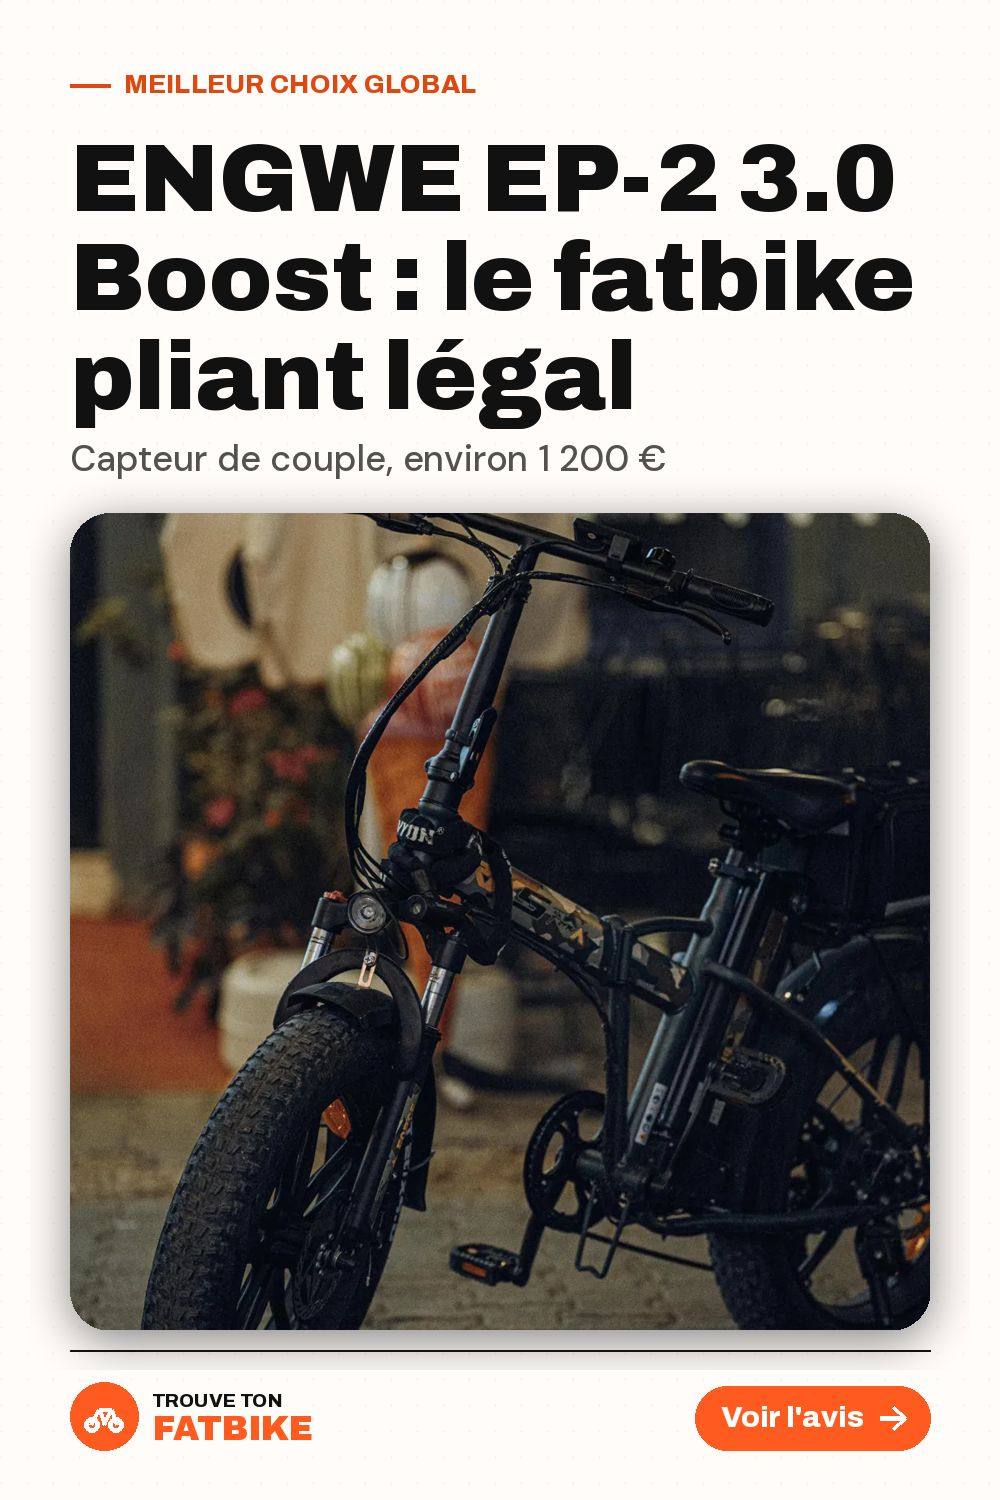 MEILLEUR CHOIX GLOBAL
ENGWE EP-2 3.0
Boost : le fatbike
pliant légal
Capteur de couple, environ 1 200 €
TROUVE TON
FATBIKE
Voir l'avis